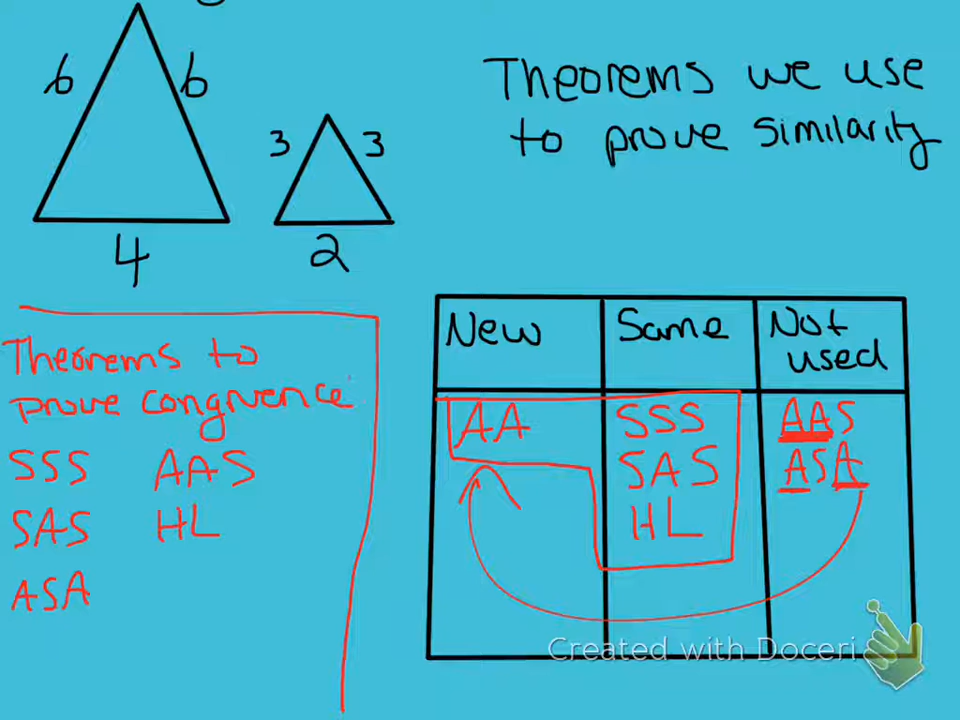 6 6
3 3
4
2
Theorems we use
to prove similarity
Theorems to
prove congruence
SSS AAS
SAS HL
ASA
New Same Not used
AA SSS AAS
SAS ASA
HL
Created with Doceri